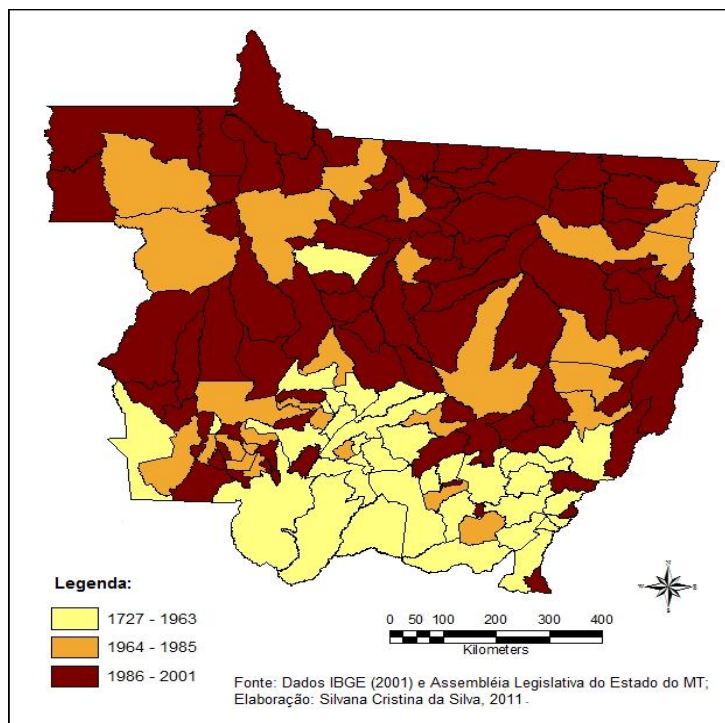 Legenda:
1727 - 1963
1964 - 1985
1986 - 2001
N
W E
S
0 50 100 200 300 400
Kilometers
Fonte: Dados IBGE (2001) e Assembléia Legislativa do Estado do MT;
Elaboração: Silvana Cristina da Silva, 2011.